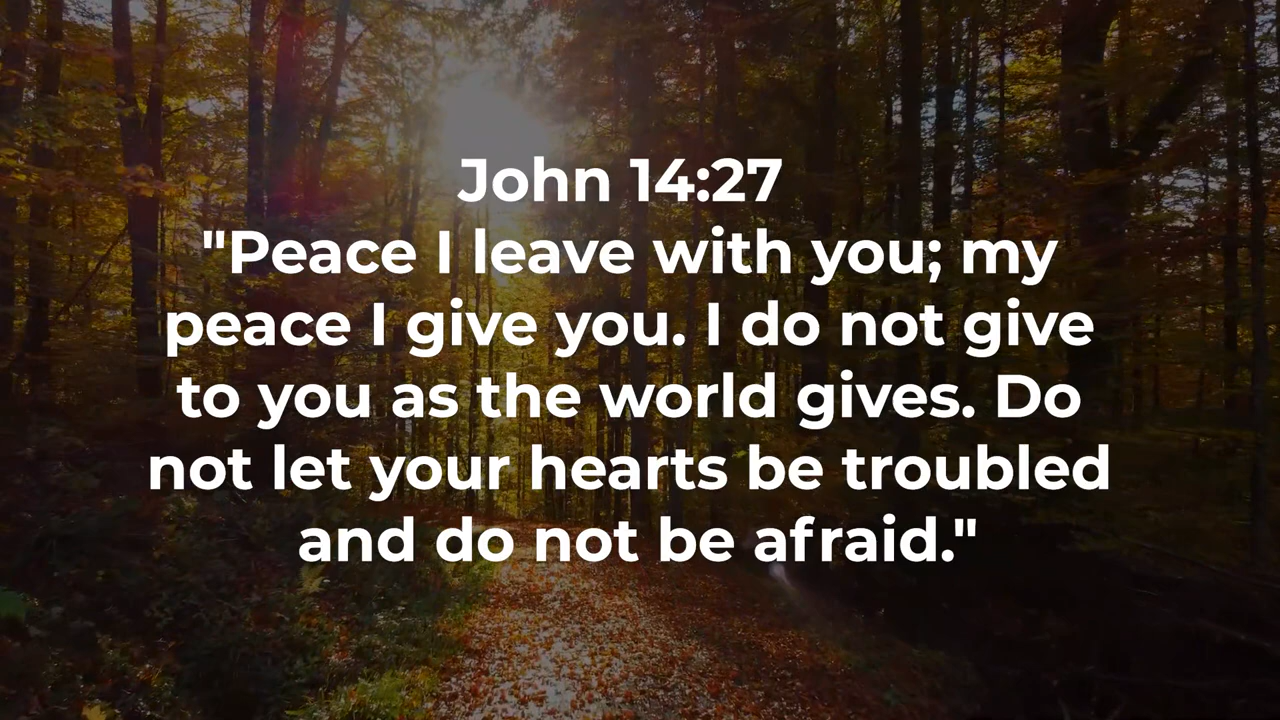 John 14:27
"Peace I leave with you; my
peace I give you. I do not give
to you as the world gives. Do
not let your hearts be troubled
and do not be afraid."